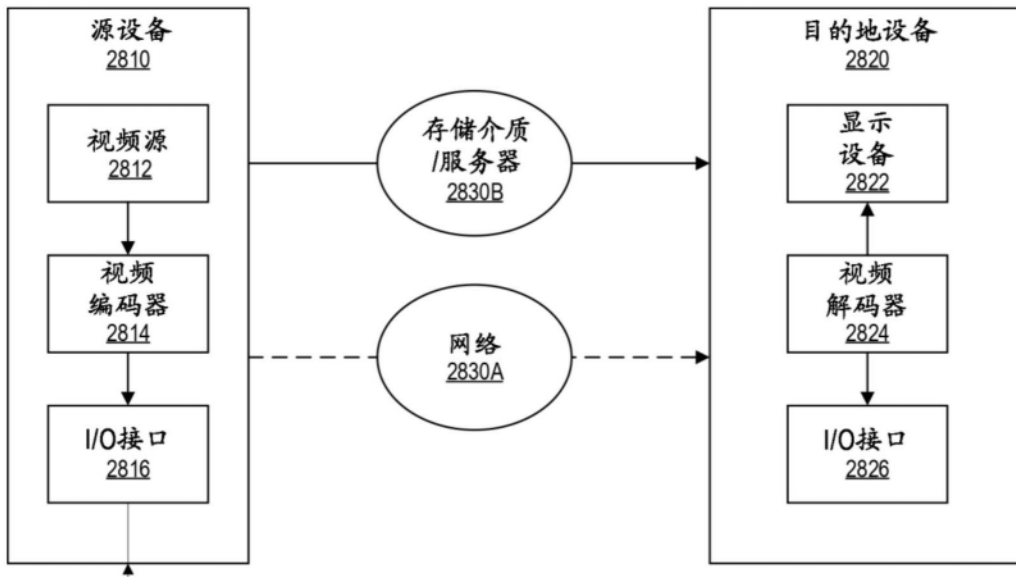 源设备
2810
视频源
2812
视频
编码器
2814
I/O接口
2816
存储介质
/服务器
2830B
网络
2830A
目的地设备
2820
显示
设备
2822
视频
解码器
2824
I/O接口
2826